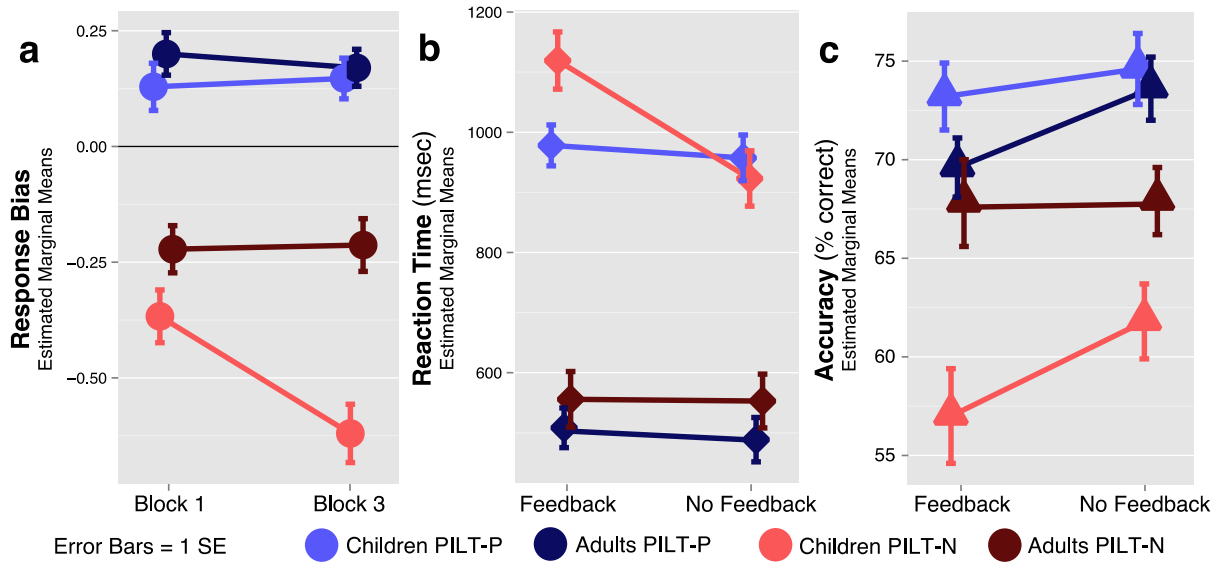 a
Response Bias
Estimated Marginal Means
0.25
0.00
−0.25
−0.50
Block 1
Block 3
b
Reaction Time (msec)
Estimated Marginal Means
1200
1000
800
600
Feedback
No Feedback
c
Accuracy (% correct)
Estimated Marginal Means
75
70
65
60
55
Feedback
No Feedback
Error Bars = 1 SE
Children PILT-P
Adults PILT-P
Children PILT-N
Adults PILT-N